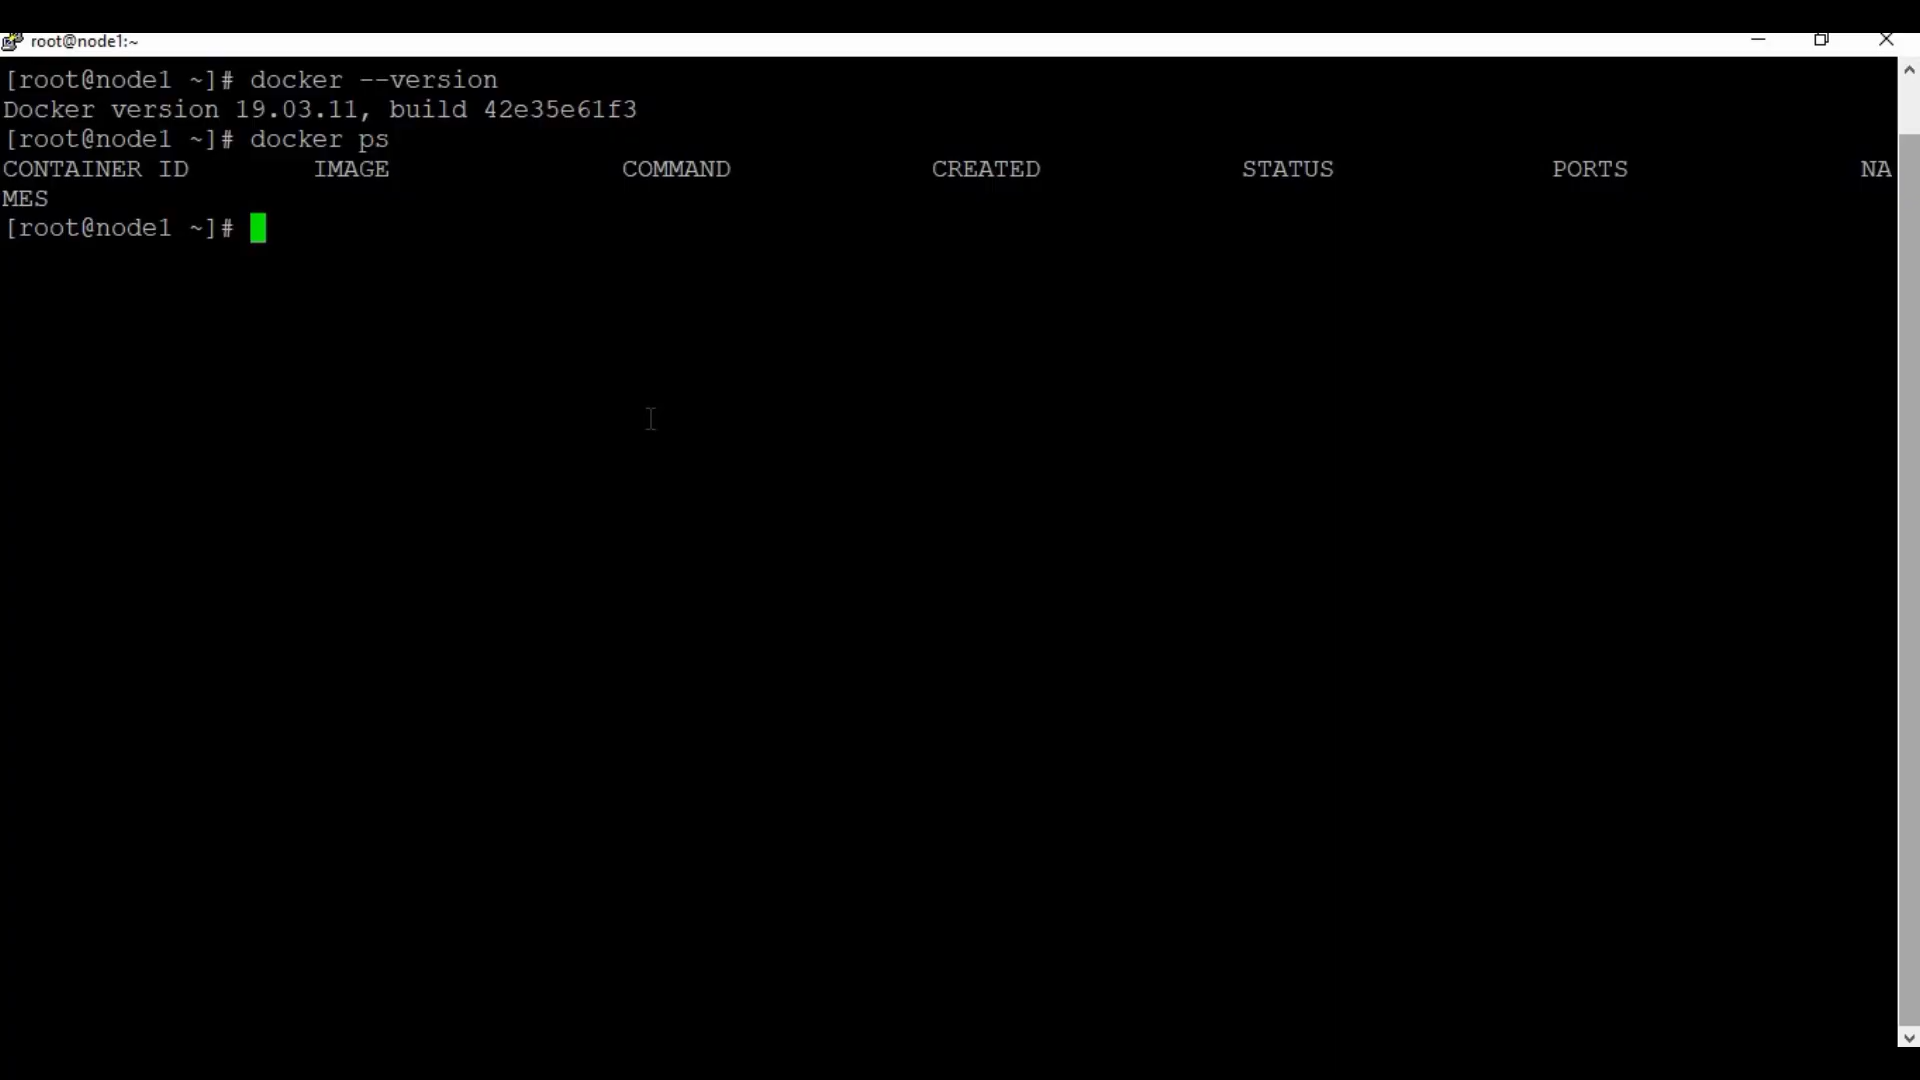 root@node1:~
[root@node1 ~]# docker --version
Docker version 19.03.11, build 42e35e61f3
[root@node1 ~]# docker ps
CONTAINER ID        IMAGE               COMMAND             CREATED             STATUS              PORTS               NA
MES
[root@node1 ~]#